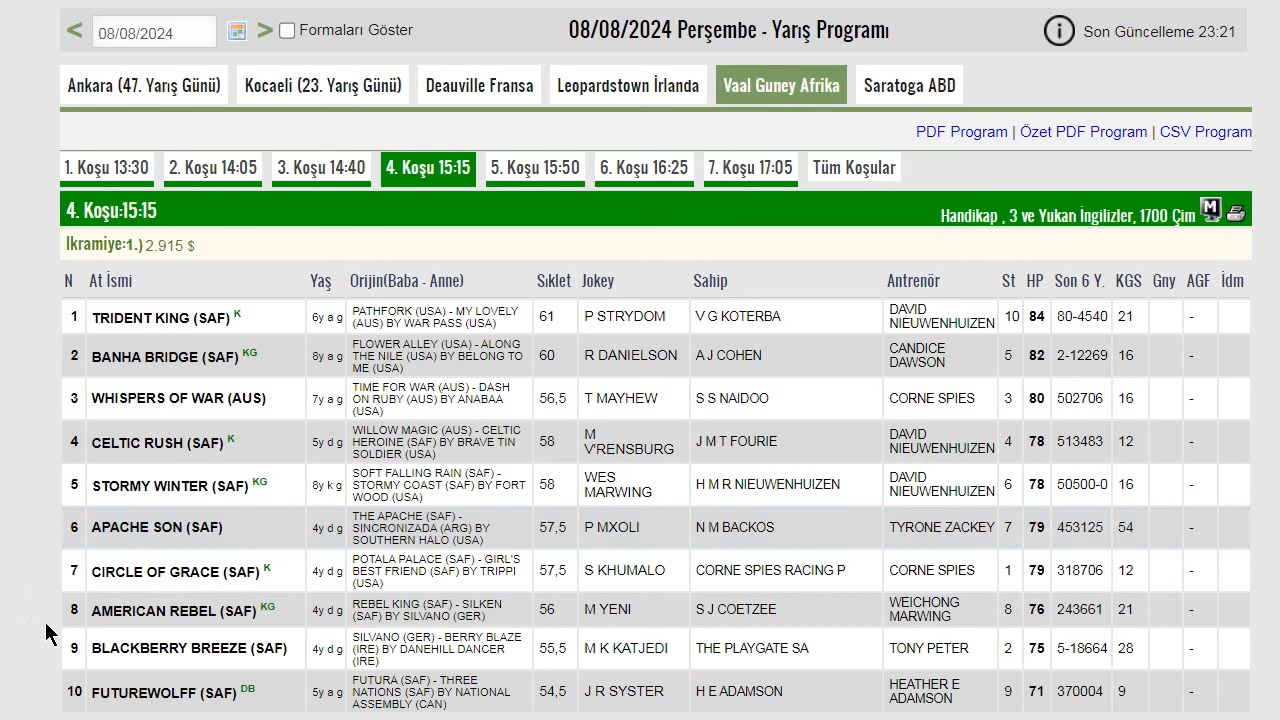 < 08/08/2024 > Formaları Göster 08/08/2024 Perşembe - Yarış Programı Son Güncelleme 23:21
Ankara (47. Yarış Günü) Kocaeli (23. Yarış Günü) Deauville Fransa Leopardstown İrlanda Vaal Guney Afrika Saratoga ABD
PDF Program | Özet PDF Program | CSV Program
1. Koşu 13:30 2. Koşu 14:05 3. Koşu 14:40 4. Koşu 15:15 5. Koşu 15:50 6. Koşu 16:25 7. Koşu 17:05 Tüm Koşular
4. Koşu:15:15 Handikap , 3 ve Yukarı İngilizler, 1700 Çim M
Ikramiye:1.) 2.915 $
N At İsmi Yaş Orijin(Baba - Anne) Sıklet Jokey Sahip Antrenör St HP Son 6 Y. KGS Gny AGF İdm
1 TRIDENT KING (SAF) K 6y a g PATHFORK (USA) - MY LOVELY
(AUS) BY WAR PASS (USA) 61 P STRYDOM V G KOTERBA DAVID
NIEUWENHUIZEN 10 84 80-4540 21 -
2 BANHA BRIDGE (SAF) KG 8y a g FLOWER ALLEY (USA) - ALONG
THE NILE (USA) BY BELONG TO
ME (USA) 60 R DANIELSON A J COHEN CANDICE
DAWSON 5 82 2-12269 16 -
3 WHISPERS OF WAR (AUS) 7y a g TIME FOR WAR (AUS) - DASH
ON RUBY (AUS) BY ANABAA
(USA) 56,5 T MAYHEW S S NAIDOO CORNE SPIES 3 80 502706 16 -
4 CELTIC RUSH (SAF) K 5y d g WILLOW MAGIC (AUS) - CELTIC
HEROINE (SAF) BY BRAVE TIN
SOLDIER (USA) 58 M
V'RENSBURG J M T FOURIE DAVID
NIEUWENHUIZEN 4 78 513483 12 -
5 STORMY WINTER (SAF) KG 8y k g SOFT FALLING RAIN (SAF) -
STORMY COAST (SAF) BY FORT
WOOD (USA) 58 WES
MARWING H M R NIEUWENHUIZEN DAVID
NIEUWENHUIZEN 6 78 50500-0 16 -
6 APACHE SON (SAF) 4y d g THE APACHE (SAF) -
SINCRONIZADA (ARG) BY
SOUTHERN HALO (USA) 57,5 P MXOLI N M BACKOS TYRONE ZACKEY 7 79 453125 54 -
7 CIRCLE OF GRACE (SAF) K 4y d g POTALA PALACE (SAF) - GIRL'S
BEST FRIEND (SAF) BY TRIPPI
(USA) 57,5 S KHUMALO CORNE SPIES RACING P CORNE SPIES 1 79 318706 12 -
8 AMERICAN REBEL (SAF) KG 4y d g REBEL KING (SAF) - SILKEN
(SAF) BY SILVANO (GER) 56 M YENI S J COETZEE WEICHONG
MARWING 8 76 243661 21 -
9 BLACKBERRY BREEZE (SAF) 4y d g SILVANO (GER) - BERRY BLAZE
(IRE) BY DANEHILL DANCER
(IRE) 55,5 M K KATJEDI THE PLAYGATE SA TONY PETER 2 75 5-18664 28 -
10 FUTUREWOLFF (SAF) DB 5y a g FUTURA (SAF) - THREE
NATIONS (SAF) BY NATIONAL
ASSEMBLY (CAN) 54,5 J R SYSTER H E ADAMSON HEATHER E
ADAMSON 9 71 370004 9 -